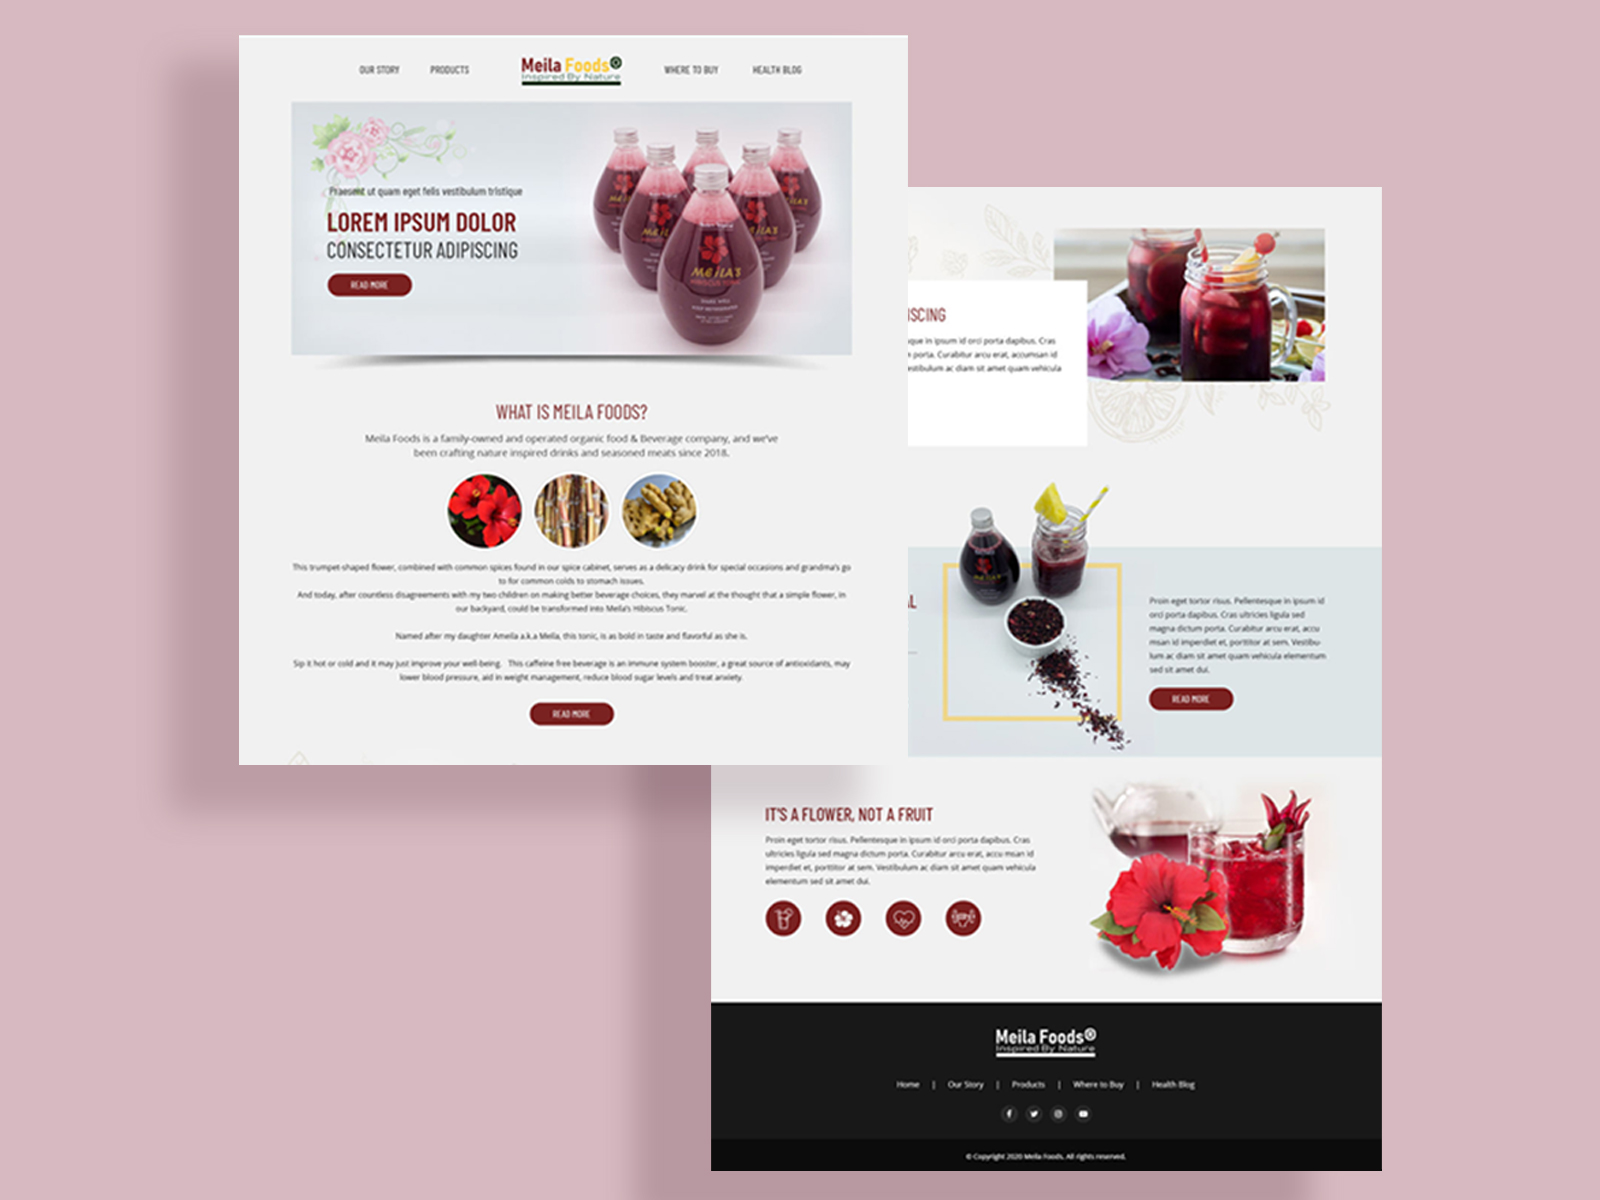 OUR STORY
PRODUCTS
Meila Foods®
Inspired By Nature
WHERE TO BUY
HEALTH BLOG
Praesent ut quam eget felis vestibulum tristique
LOREM IPSUM DOLOR
CONSECTETUR ADIPISCING
READ MORE
MEILA'S
HIBISCUS TONIC
WHAT IS MEILA FOODS?
Meila Foods is a family-owned and operated organic food & Beverage company, and we've
been crafting nature inspired drinks and seasoned meats since 2018.
This trumpet-shaped flower, combined with common spices found in our spice cabinet, serves as a delicacy drink for special occasions and grandma's go
to for common colds to stomach issues.
And today, after countless disagreements with my two children on making better beverage choices, they marvel at the thought that a simple flower, in
our backyard, could be transformed into Meila's Hibiscus Tonic.
Named after my daughter Ameila a.k.a Meila, this tonic, is as bold in taste and flavorful as she is.
Sip it hot or cold and it may just improve your well-being. This caffeine free beverage is an immune system booster, a great source of antioxidants, may
lower blood pressure, aid in weight management, reduce blood sugar levels and treat anxiety.
READ MORE
ISCING
sque in ipsum id orci porta dapibus. Cras
porta. Curabitur arcu erat, accumsan id
estibulum ac diam sit amet quam vehicula
AL
MEILA'S
Proin eget tortor risus. Pellentesque in ipsum id
orci porta dapibus. Cras ultricies ligula sed
magna dictum porta. Curabitur arcu erat, accu
msan id imperdiet et, porttitor at sem. Vestibu-
lum ac diam sit amet quam vehicula elementum
sed sit amet dui.
READ MORE
IT'S A FLOWER, NOT A FRUIT
Proin eget tortor risus. Pellentesque in ipsum id orci porta dapibus. Cras
ultricies ligula sed magna dictum porta. Curabitur arcu erat, accu msan id
imperdiet et, porttitor at sem. Vestibulum ac diam sit amet quam vehicula
elementum sed sit amet dui.
Meila Foods®
Inspired By Nature
Home | Our Story | Products | Where to Buy | Health Blog
© Copyright 2020 Meila Foods. All rights reserved.